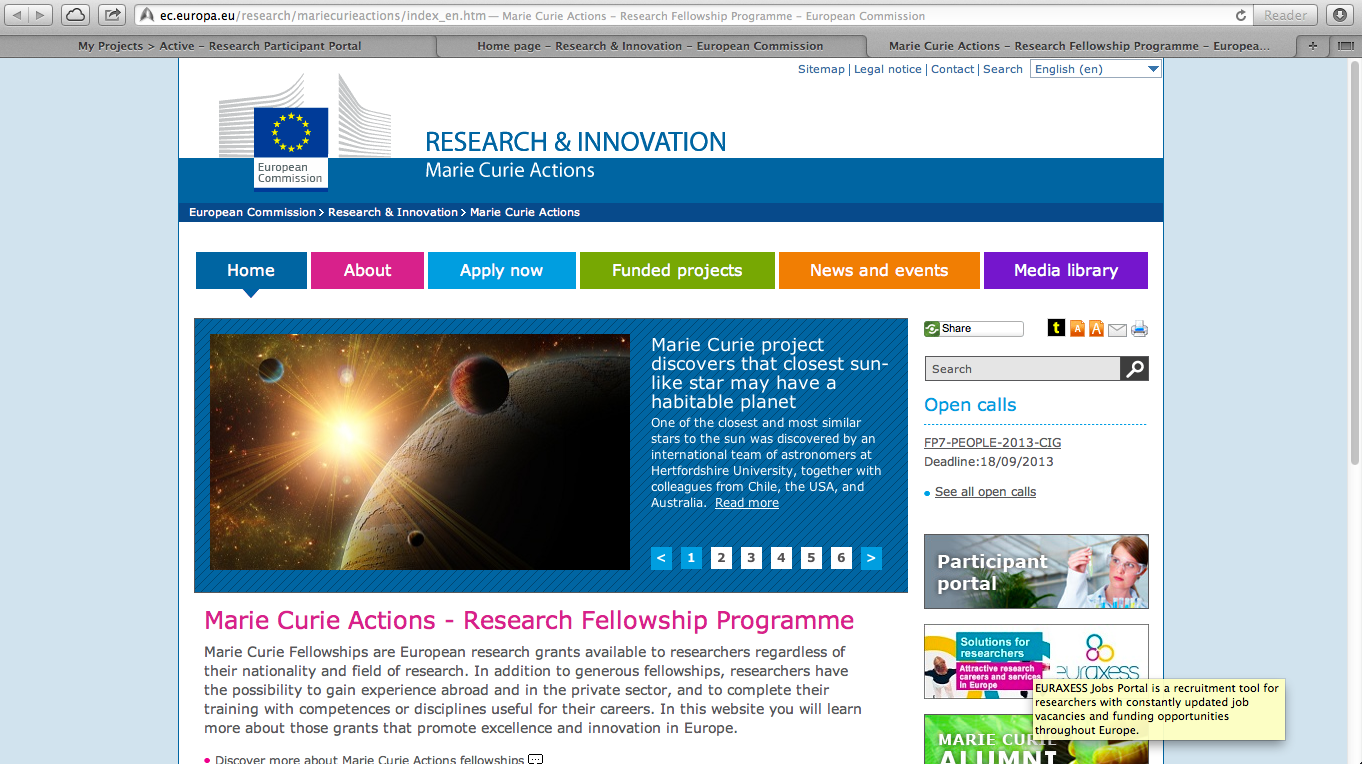 ec.europa.eu/research/mariecurieactions/index_en.htm — Marie Curie Actions – Research Fellowship Programme – European Commission
Reader
My Projects > Active – Research Participant Portal
Home page – Research & Innovation – European Commission
Marie Curie Actions – Research Fellowship Programme – Europea...
Sitemap | Legal notice | Contact | Search
English (en)
European
Commission
RESEARCH & INNOVATION
Marie Curie Actions
European Commission > Research & Innovation > Marie Curie Actions
Home
About
Apply now
Funded projects
News and events
Media library
Marie Curie project
discovers that closest sun-
like star may have a
habitable planet
One of the closest and most similar
stars to the sun was discovered by an
international team of astronomers at
Hertfordshire University, together with
colleagues from Chile, the USA, and
Australia. Read more
< 1 2 3 4 5 6 >
Share
t A A
Search
Open calls
FP7-PEOPLE-2013-CIG
Deadline:18/09/2013
See all open calls
Participant
portal
Solutions for
researchers
Attractive research
careers and services
in Europe
euraxess
EURAXESS Jobs Portal is a recruitment tool for
researchers with constantly updated job
vacancies and funding opportunities
throughout Europe.
MARIE CURIE
ALUMNI
Marie Curie Actions - Research Fellowship Programme
Marie Curie Fellowships are European research grants available to researchers regardless of
their nationality and field of research. In addition to generous fellowships, researchers have
the possibility to gain experience abroad and in the private sector, and to complete their
training with competences or disciplines useful for their careers. In this website you will learn
more about those grants that promote excellence and innovation in Europe.
Discover more about Marie Curie Actions fellowships